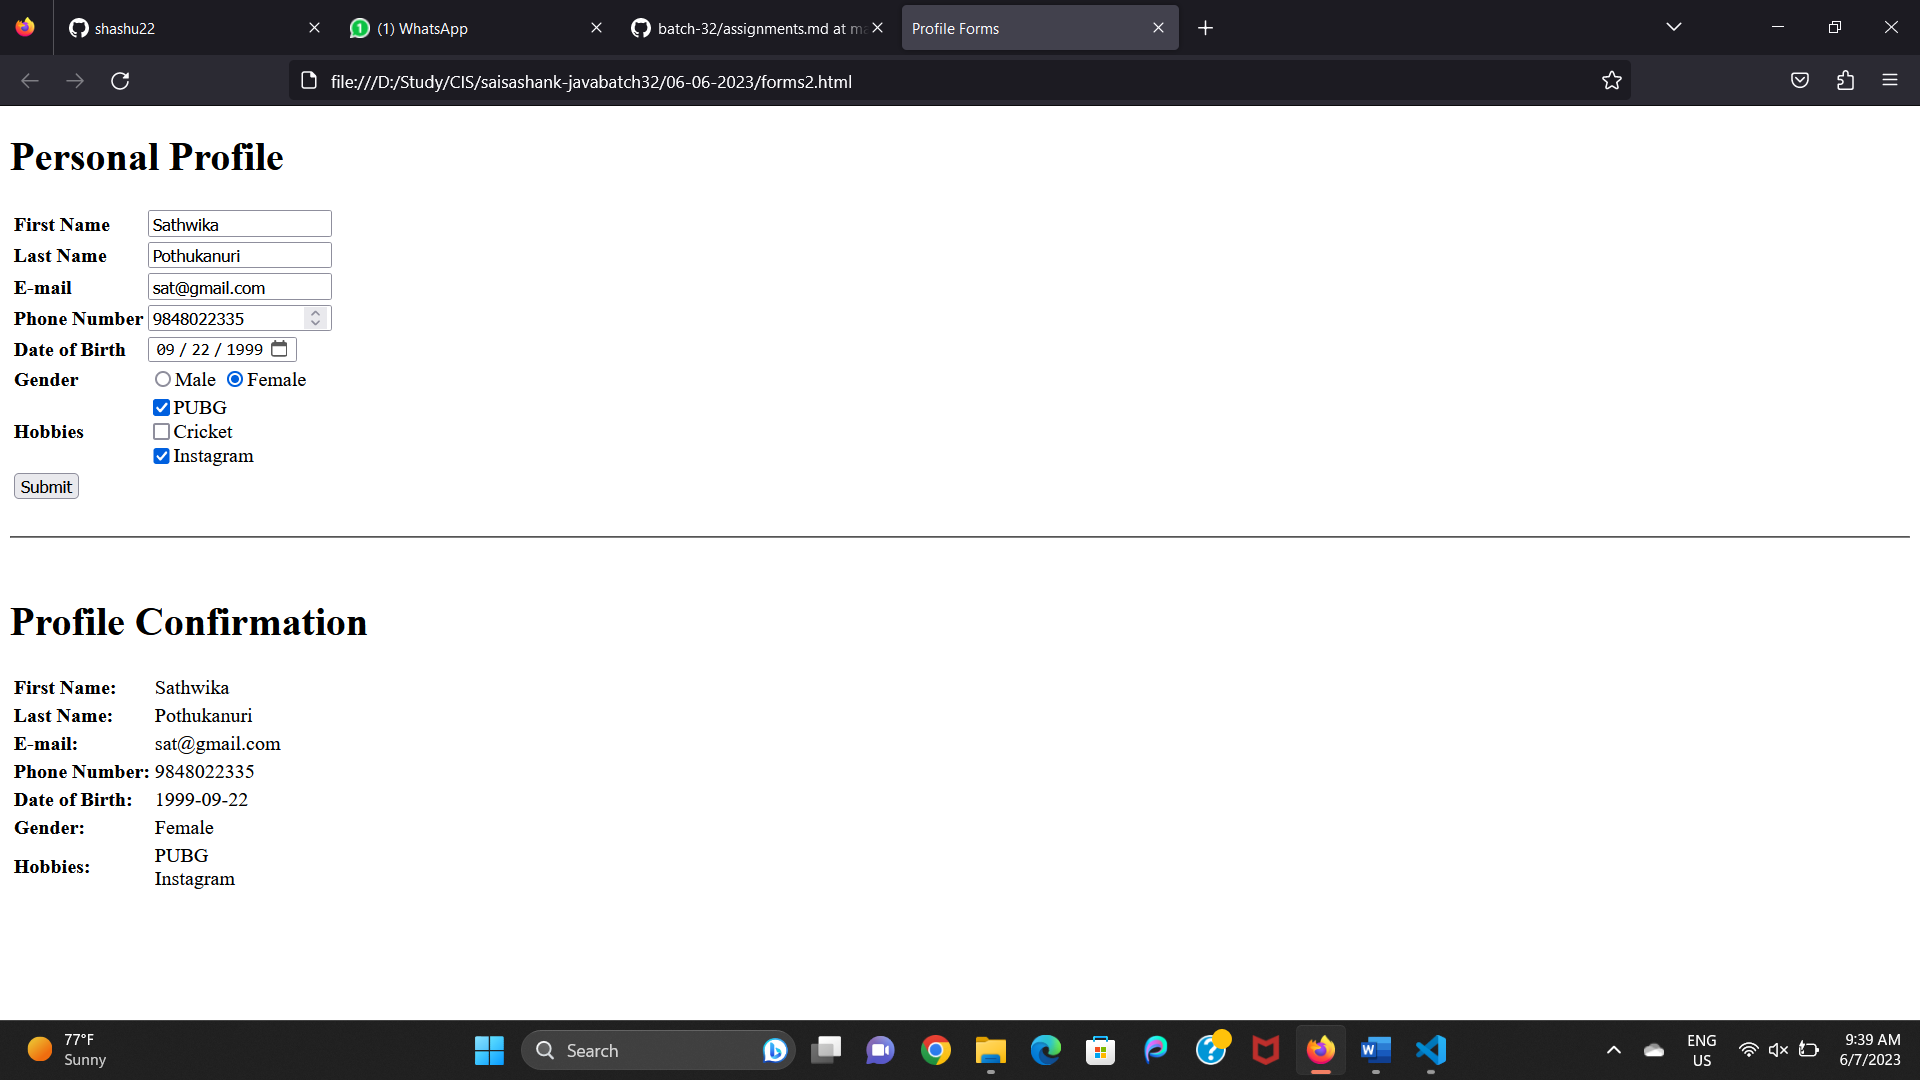 shashu22
(1) WhatsApp
batch-32/assignments.md at ma
Profile Forms
file:///D:/Study/CIS/saisashank-javabatch32/06-06-2023/forms2.html
Personal Profile
First Name Sathwika
Last Name Pothukanuri
E-mail sat@gmail.com
Phone Number 9848022335
Date of Birth 09 / 22 / 1999
Gender Male Female
PUBG
Hobbies Cricket
Instagram
Submit
Profile Confirmation
First Name: Sathwika
Last Name: Pothukanuri
E-mail: sat@gmail.com
Phone Number: 9848022335
Date of Birth: 1999-09-22
Gender: Female
Hobbies: PUBG
Instagram
77°F
Sunny
Search
ENG
US
9:39 AM
6/7/2023